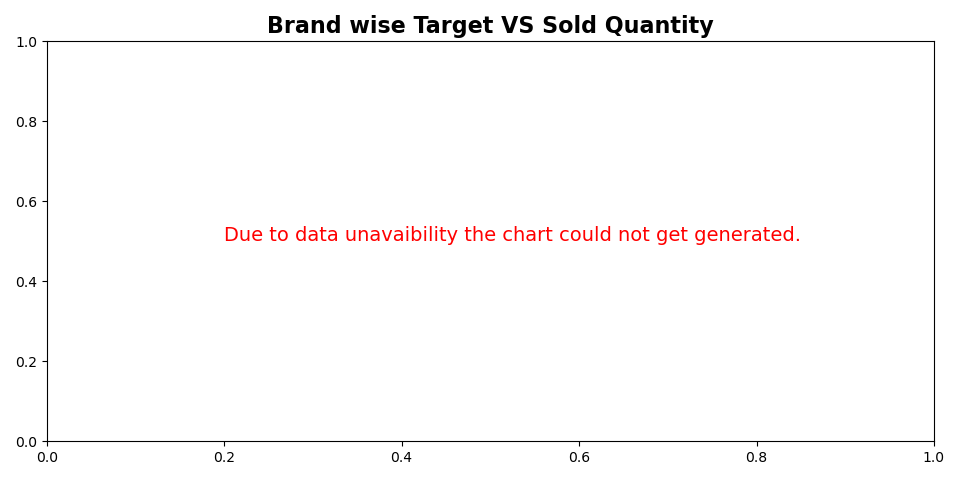 Brand wise Target VS Sold Quantity
1.0
0.8
0.6
Due to data unavaibility the chart could not get generated.
0.4
0.2
0.0
0.0 0.2 0.4 0.6 0.8 1.0